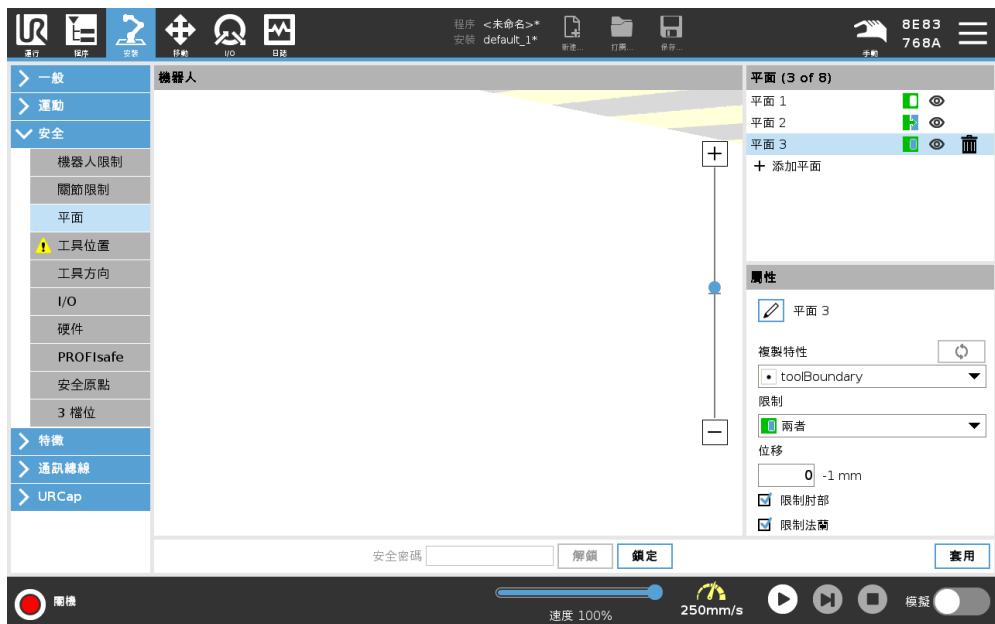 程序 <未命名>*
安裝 default_1*
運行 程序 安裝 移動 I/O 日誌
新建... 打開... 保存...
手動
8E83
768A
一般
運動
安全
機器人限制
關節限制
平面
工具位置
工具方向
I/O
硬件
PROFIsafe
安全原點
3 檔位
特徵
通訊總線
URCap
機器人
平面 (3 of 8)
平面 1
平面 2
平面 3
添加平面
屬性
平面 3
複製特性
toolBoundary
限制
兩者
位移
0 -1 mm
限制肘部
限制法蘭
安全密碼 解鎖 鎖定
套用
關機
速度 100%
250mm/s
模擬